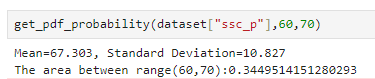 get_pdf_probability(dataset["ssc_p"],60,70)
Mean=67.303, Standard Deviation=10.827
The area between range(60,70):0.3449514151280293